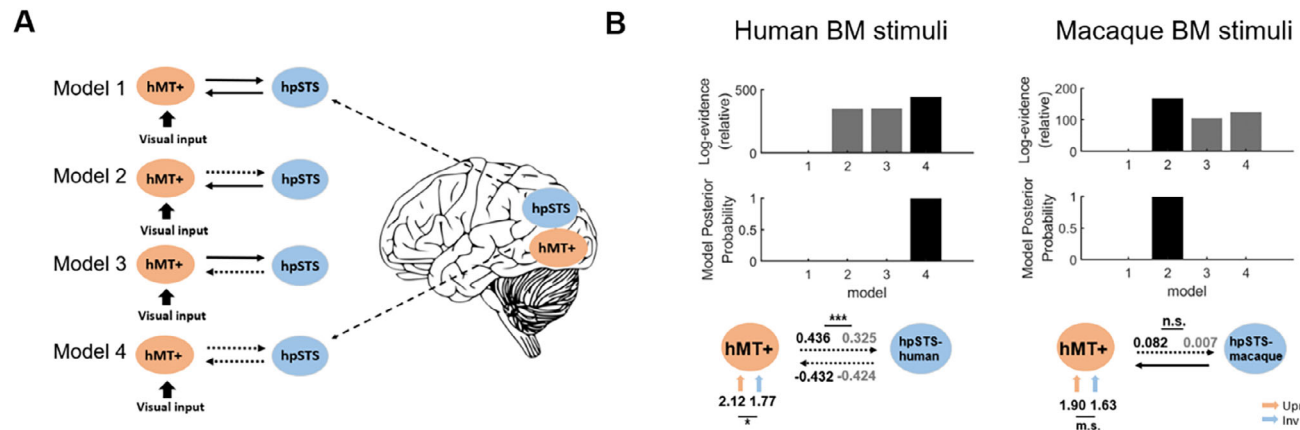 A
Model 1
hMT+
hpSTS
Visual input
Model 2
hMT+
hpSTS
Visual input
Model 3
hMT+
hpSTS
Visual input
Model 4
hMT+
hpSTS
Visual input
hpSTS
hMT+
B
Human BM stimuli
Log-evidence
(relative)
500
0
1 2 3 4
Model Posterior
Probability
1
0.5
0
1 2 3 4
model
***
0.436 0.325
hMT+
hpSTS-
human
-0.432 -0.424
2.12 1.77
*
Macaque BM stimuli
Log-evidence
(relative)
200
100
0
1 2 3 4
Model Posterior
Probability
1
0.5
0
1 2 3 4
model
n.s.
0.082 0.007
hMT+
hpSTS-
macaque
1.90 1.63
m.s.
Upr
Inv